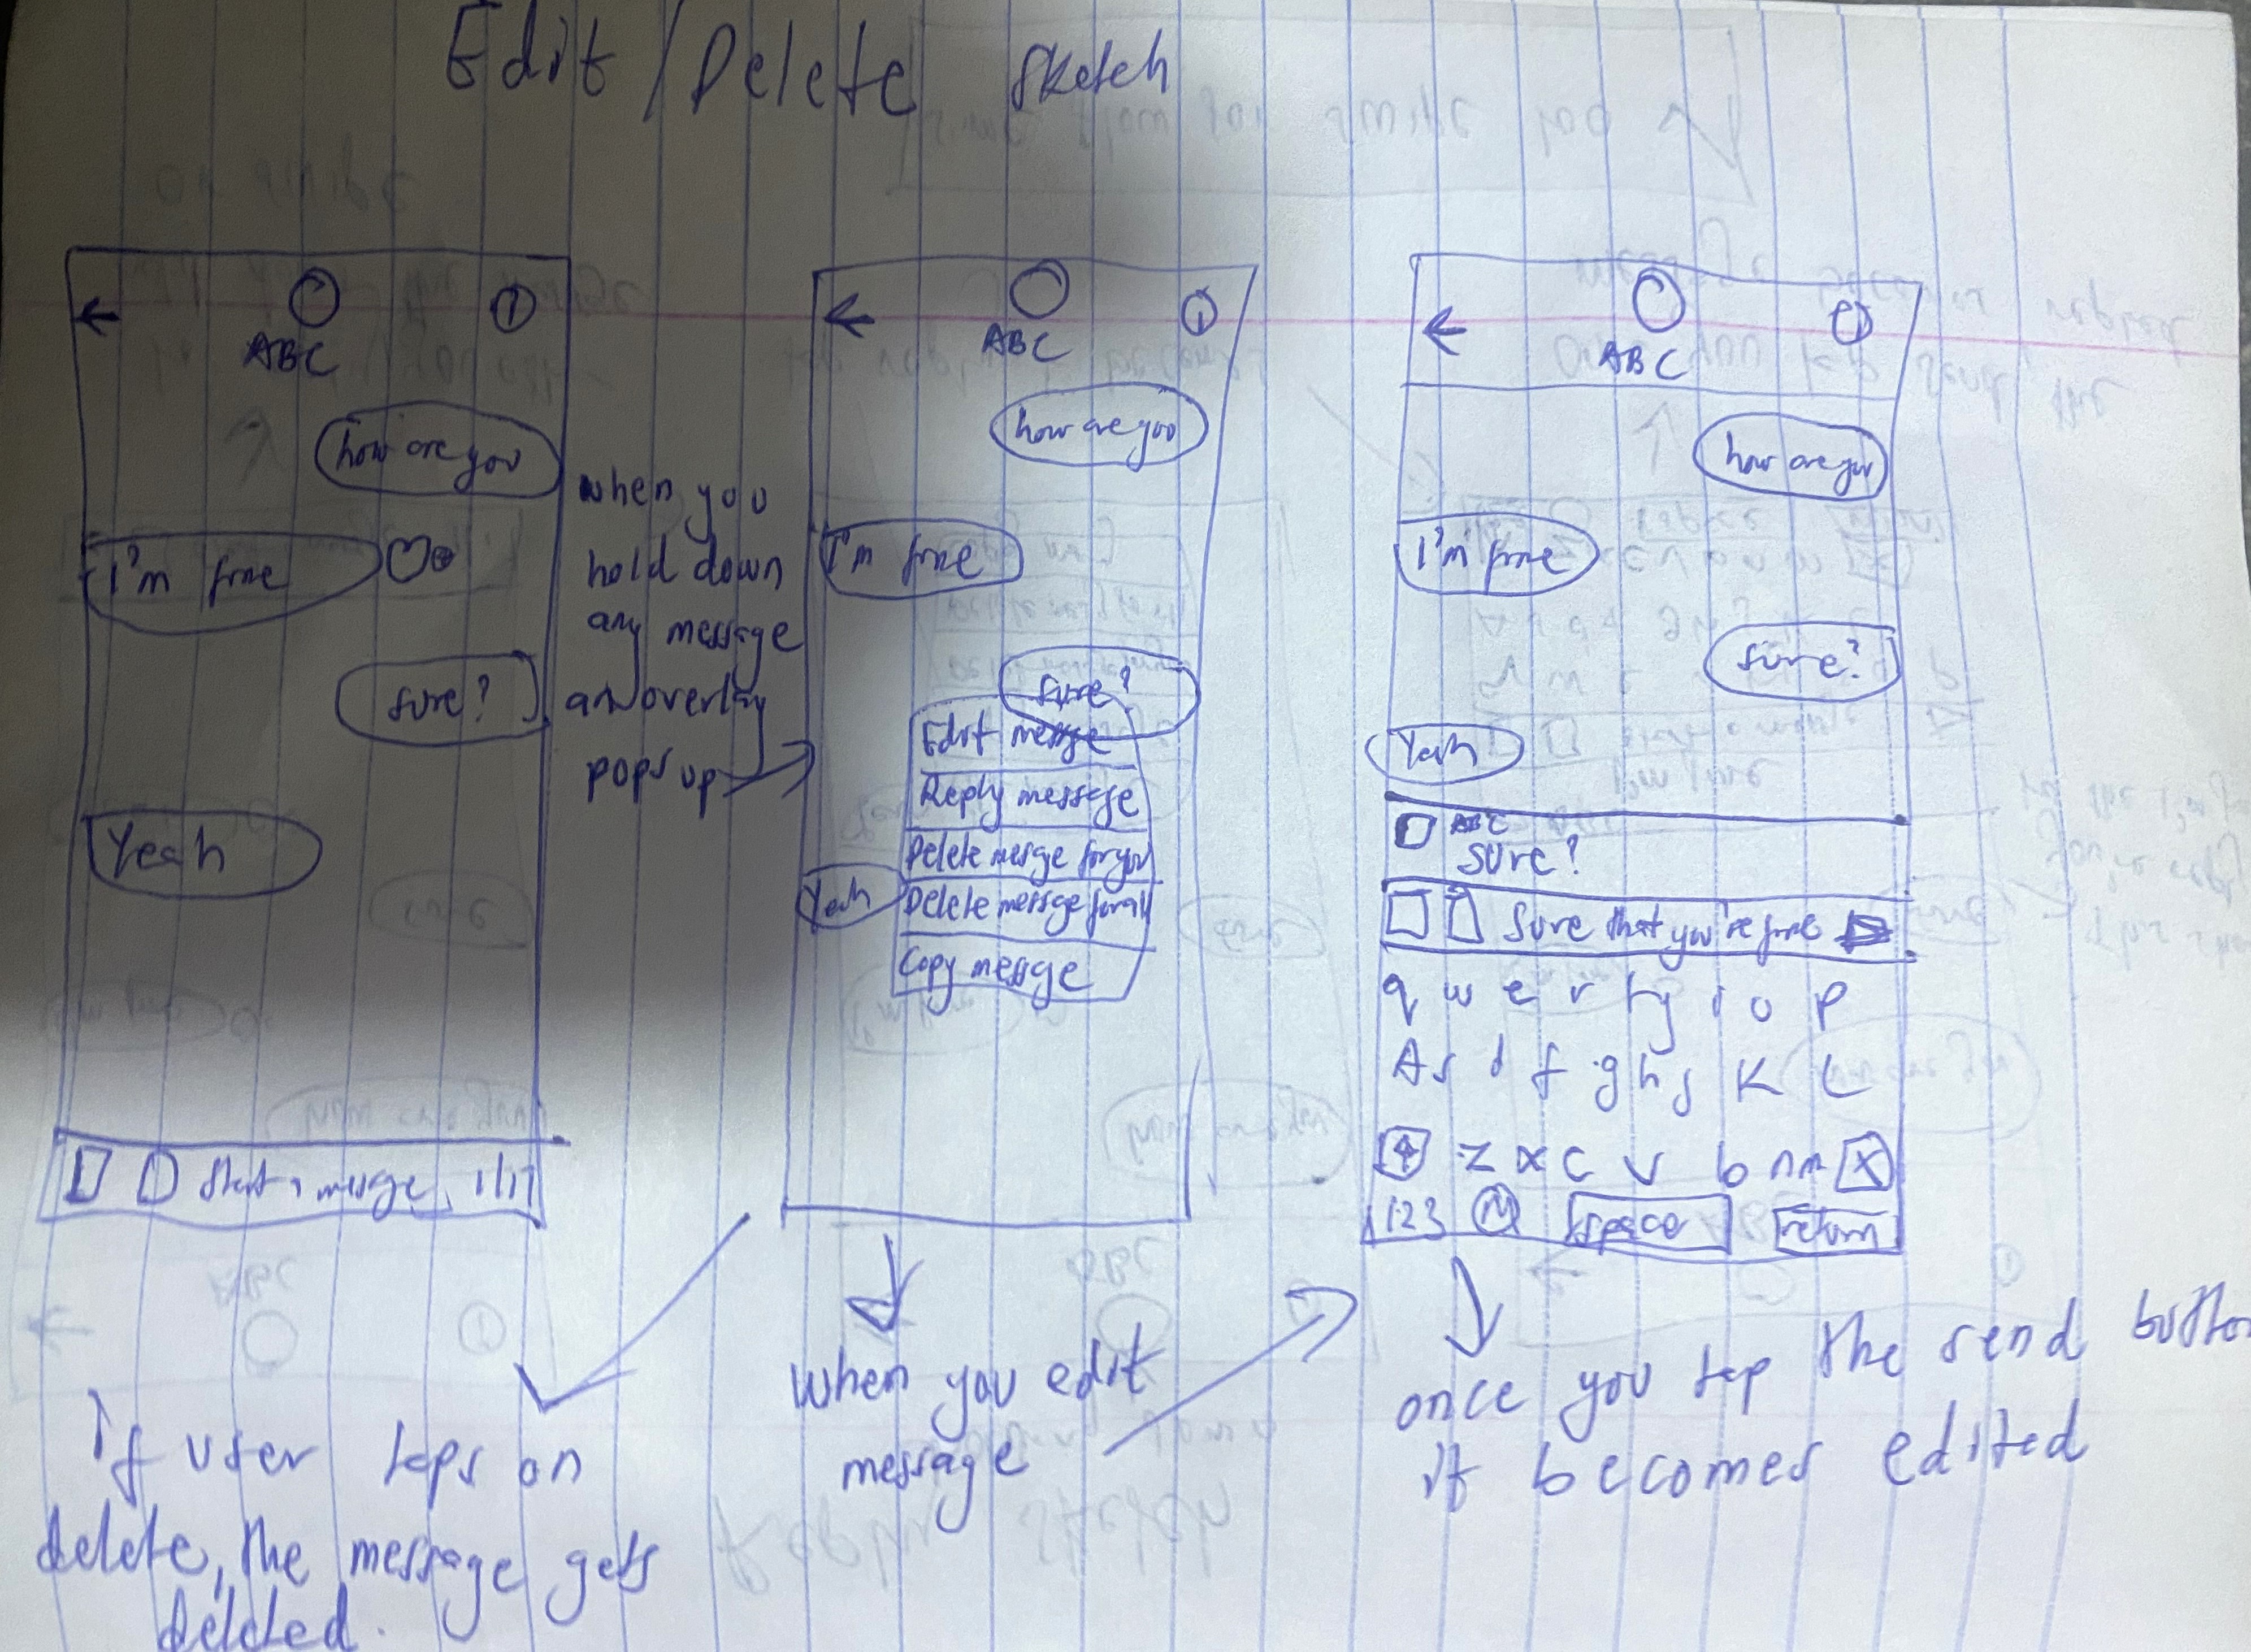 Edit/Delete sketch
ABC
how are you
I'm fine
sure?
Yeah
Start a message
when you
hold down
any message
an overlay
pops up
ABC
how are you
I'm fine
sure?
Edit message
Reply message
Delete message for you
Yeah
Delete message for all
Copy message
ABC
how are you
I'm fine
sure?
Yeah
ABC
sure?
Sure that you're fine
q w e r t y i o p
A s d f g h j K L
z x c v b n m X
123 space return
If user taps on
delete, the message gets
deleted.
when you edit
message
once you tap the send button
it becomes edited